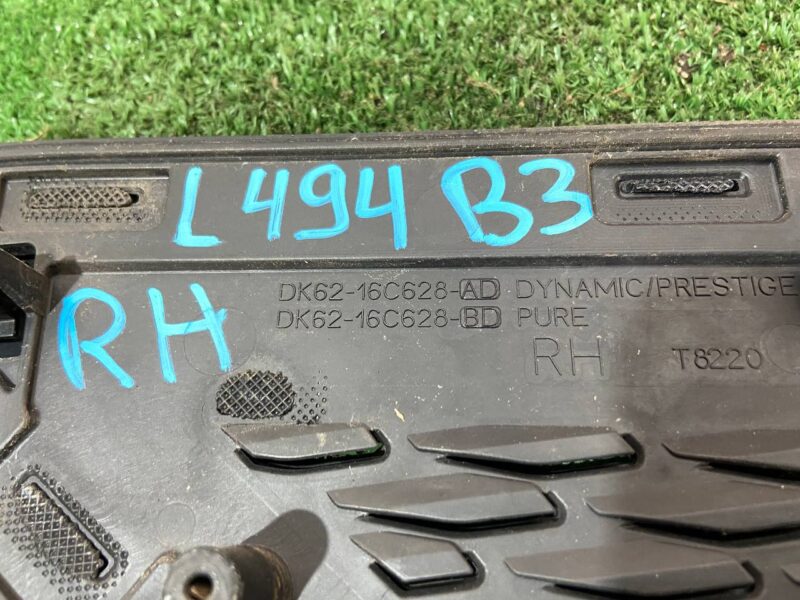 L494 B3
RH
DK62-16C628-AD DYNAMIC/PRESTIGE
DK62-16C628-BD PURE
RH T8220